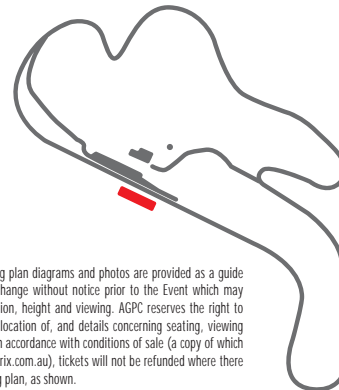 g plan diagrams and photos are provided as a guide
hange without notice prior to the Event which may
ion, height and viewing. AGPC reserves the right to
location of, and details concerning seating, viewing
n accordance with conditions of sale (a copy of which
rix.com.au), tickets will not be refunded where there
g plan, as shown.